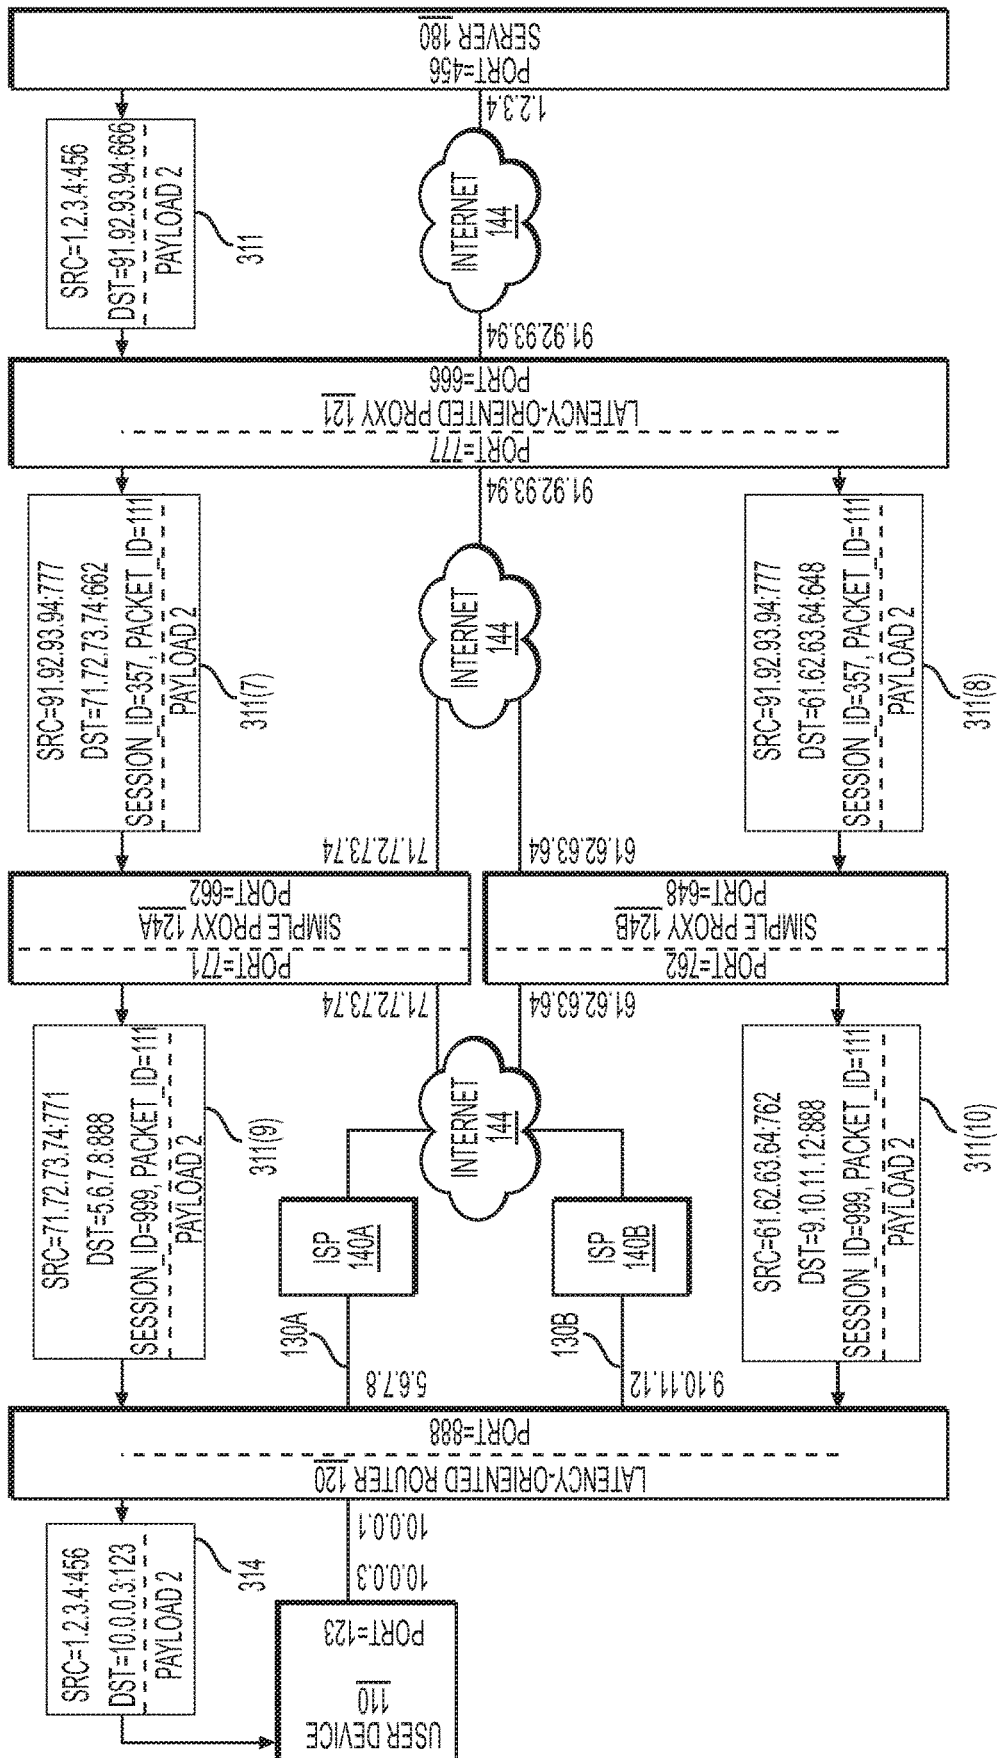 SERVER 180
PORT=456
SRC=1.2.3.4:456
DST=91.92.93.94:666
PAYLOAD 2
311
1.2.3.4
INTERNET
144
91.92.93.94
PORT=666
LATENCY-ORIENTED PROXY 121
PORT=777
SRC=91.92.93.94:777
DST=71.72.73.74:662
SESSION_ID=357, PACKET_ID=111
PAYLOAD 2
311(7)
91.92.93.94
INTERNET
144
71.72.73.74
61.62.63.64
SRC=91.92.93.94:777
DST=61.62.63.64:648
SESSION_ID=357, PACKET_ID=111
PAYLOAD 2
311(8)
PORT=662
SIMPLE PROXY 124A
PORT=771
PORT=648
SIMPLE PROXY 124B
PORT=762
SRC=71.72.73.74:771
DST=5.6.7.8:888
SESSION_ID=999, PACKET_ID=111
PAYLOAD 2
311(9)
71.72.73.74
61.62.63.64
INTERNET
144
ISP
140A
ISP
140B
130A
130B
5.6.7.8
9.10.11.12
SRC=61.62.63.64:762
DST=9.10.11.12:888
SESSION_ID=999, PACKET_ID=111
PAYLOAD 2
311(10)
PORT=888
LATENCY-ORIENTED ROUTER 120
SRC=1.2.3.4:456
DST=10.0.0.3:123
PAYLOAD 2
314
10.0.0.1
10.0.0.3
PORT=123
110
USER DEVICE